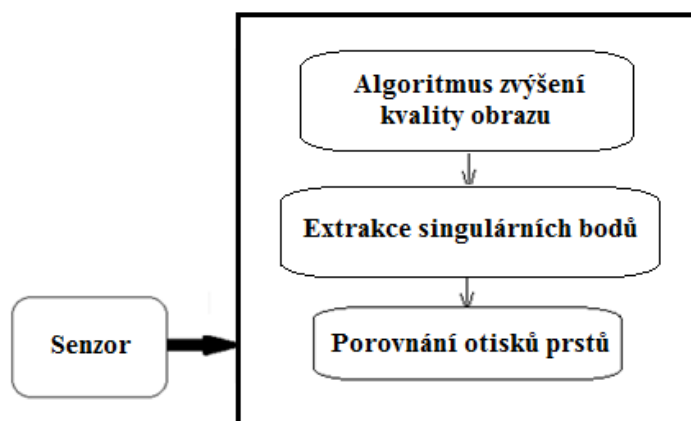 Algoritmus zvýšení
kvality obrazu
Extrakce singulárních bodů
Senzor
Porovnání otisků prstů